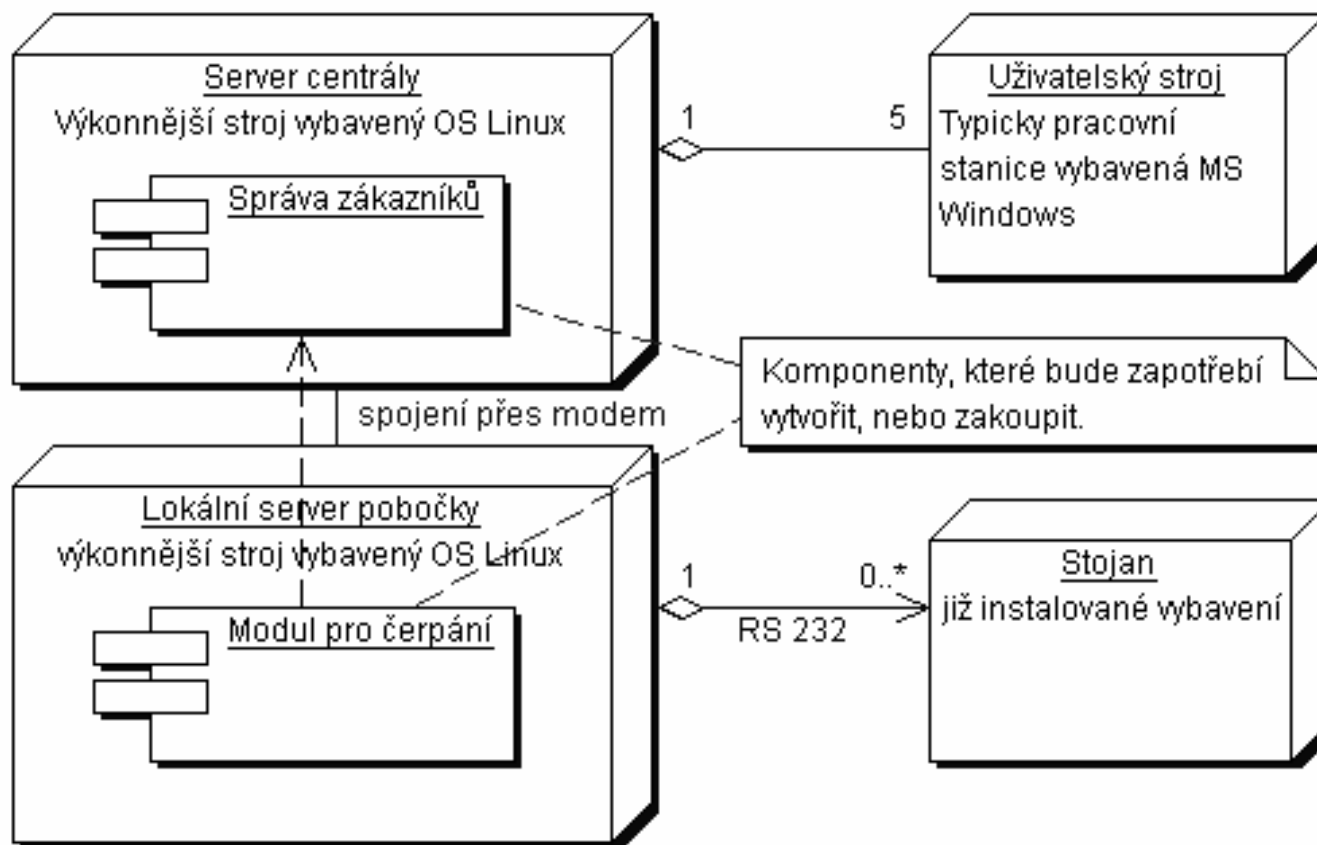 Server centrály
Výkonnější stroj vybavený OS Linux
Správa zákazníků
1
5
Uživatelský stroj
Typicky pracovní
stanice vybavená MS
Windows
Komponenty, které bude zapotřebí
vytvořit, nebo zakoupit.
spojení přes modem
Lokální server pobočky
výkonnější stroj vybavený OS Linux
Modul pro čerpání
1
0..*
RS 232
Stojan
již instalované vybavení